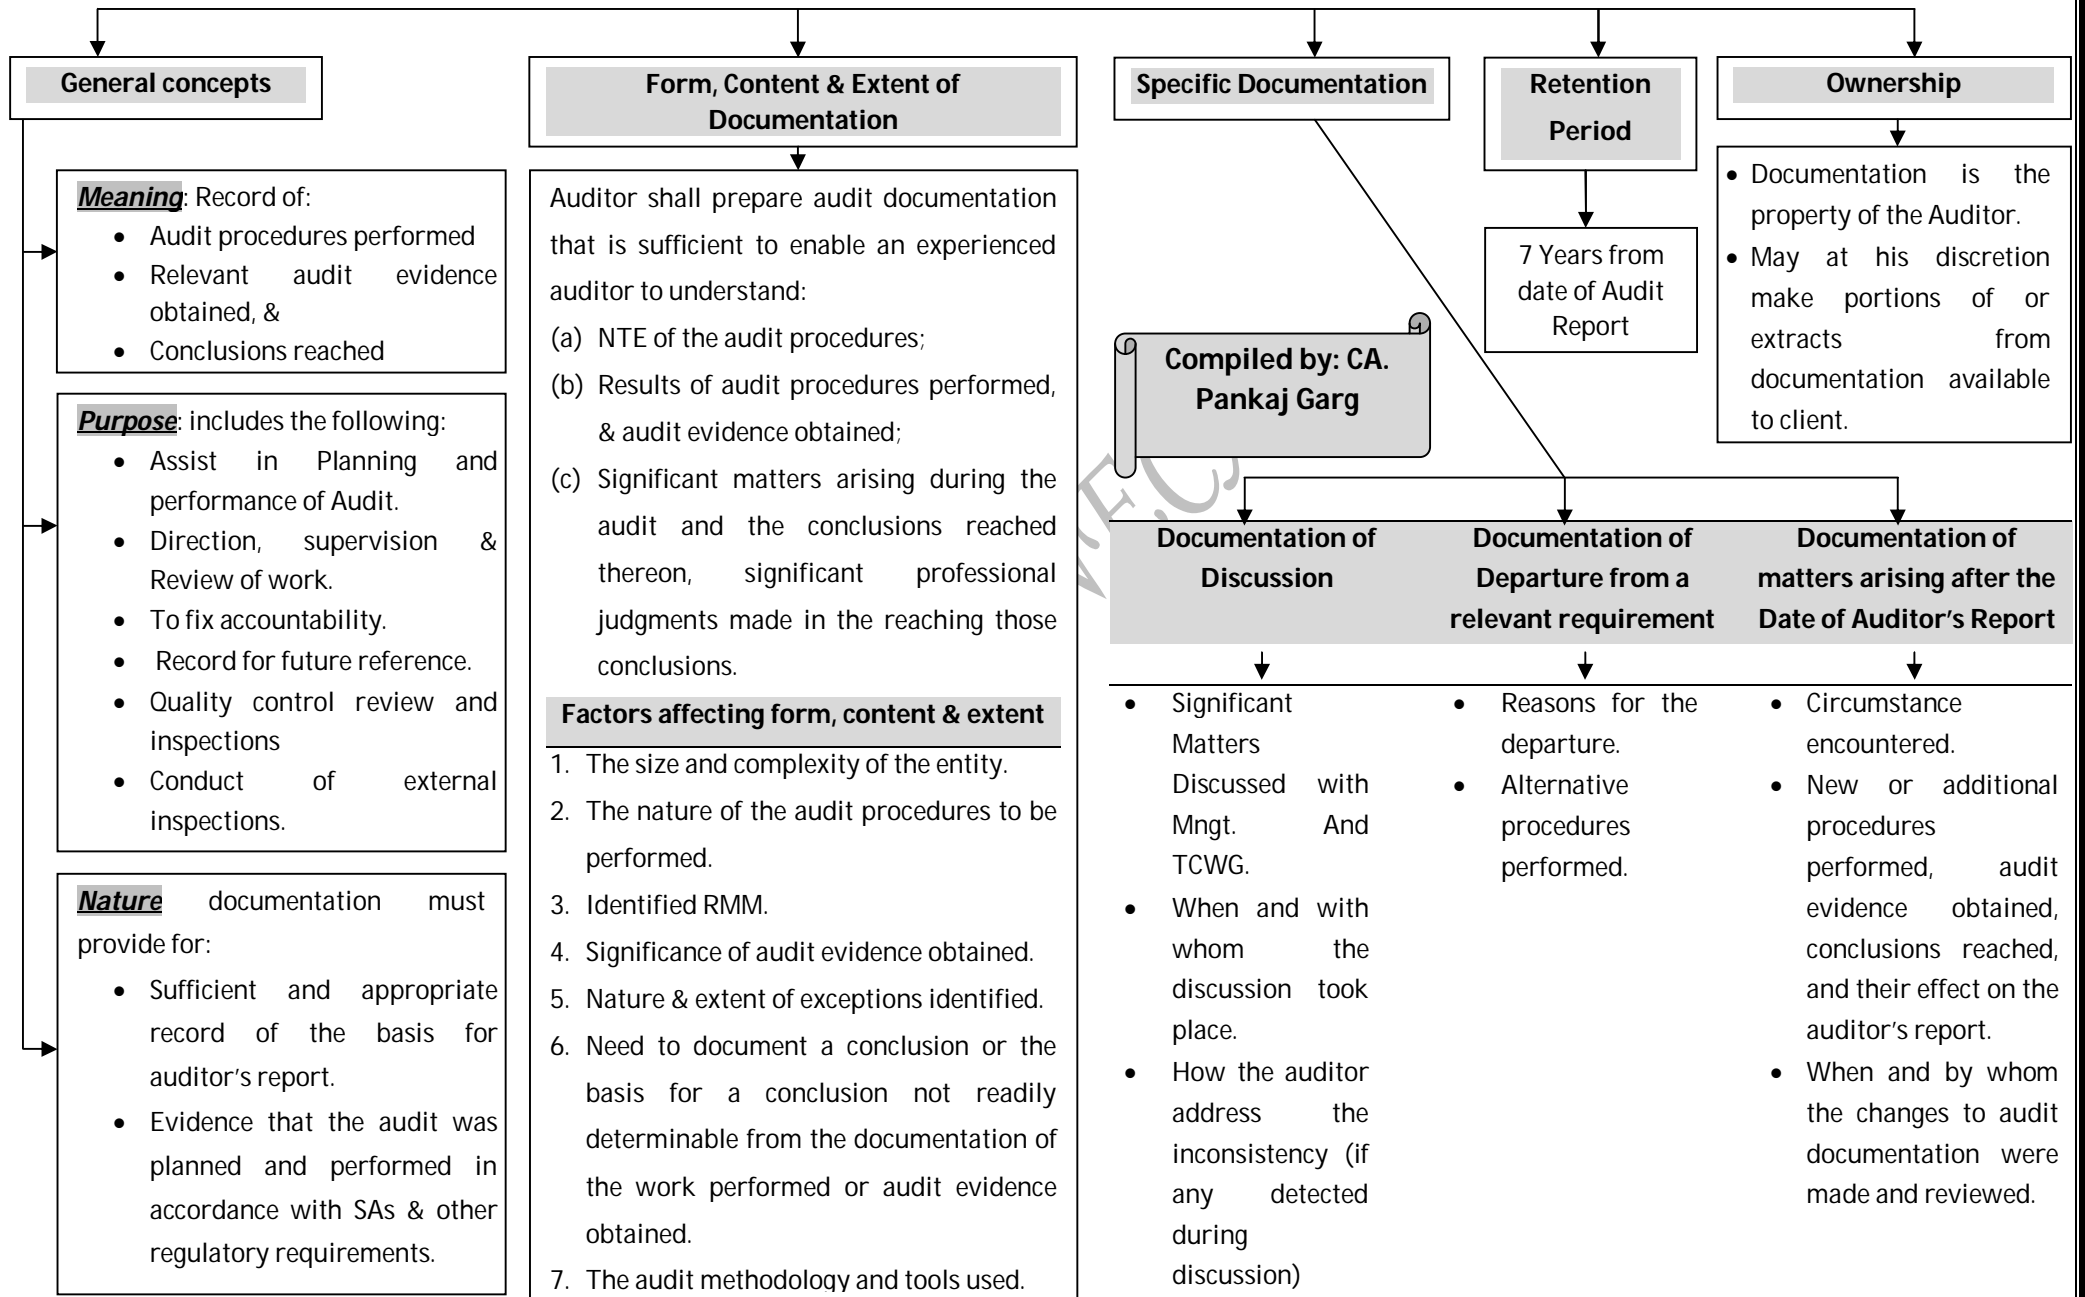 General concepts
Meaning: Record of:
• Audit procedures performed
• Relevant audit evidence
obtained, &
• Conclusions reached
Purpose: includes the following:
• Assist in Planning and
performance of Audit.
• Direction, supervision &
Review of work.
• To fix accountability.
• Record for future reference.
• Quality control review and
inspections
• Conduct of external
inspections.
Nature documentation must
provide for:
• Sufficient and appropriate
record of the basis for
auditor's report.
• Evidence that the audit was
planned and performed in
accordance with SAs & other
regulatory requirements.
Form, Content & Extent of
Documentation
Auditor shall prepare audit documentation
that is sufficient to enable an experienced
auditor to understand:
(a) NTE of the audit procedures;
(b) Results of audit procedures performed,
& audit evidence obtained;
(c) Significant matters arising during the
audit and the conclusions reached
thereon, significant professional
judgments made in the reaching those
conclusions.
Factors affecting form, content & extent
1. The size and complexity of the entity.
2. The nature of the audit procedures to be
performed.
3. Identified RMM.
4. Significance of audit evidence obtained.
5. Nature & extent of exceptions identified.
6. Need to document a conclusion or the
basis for a conclusion not readily
determinable from the documentation of
the work performed or audit evidence
obtained.
7. The audit methodology and tools used.
Specific Documentation
Compiled by: CA.
Pankaj Garg
Documentation of
Discussion
• Significant
Matters
Discussed with
Mngt. And
TCWG.
• When and with
whom the
discussion took
place.
• How the auditor
address the
inconsistency (if
any detected
during
discussion)
Documentation of
Departure from a
relevant requirement
• Reasons for the
departure.
• Alternative
procedures
performed.
Documentation of
matters arising after the
Date of Auditor's Report
• Circumstance
encountered.
• New or additional
procedures
performed, audit
evidence obtained,
conclusions reached,
and their effect on the
auditor's report.
• When and by whom
the changes to audit
documentation were
made and reviewed.
Retention
Period
7 Years from
date of Audit
Report
Ownership
• Documentation is the
property of the Auditor.
• May at his discretion
make portions of or
extracts from
documentation available
to client.